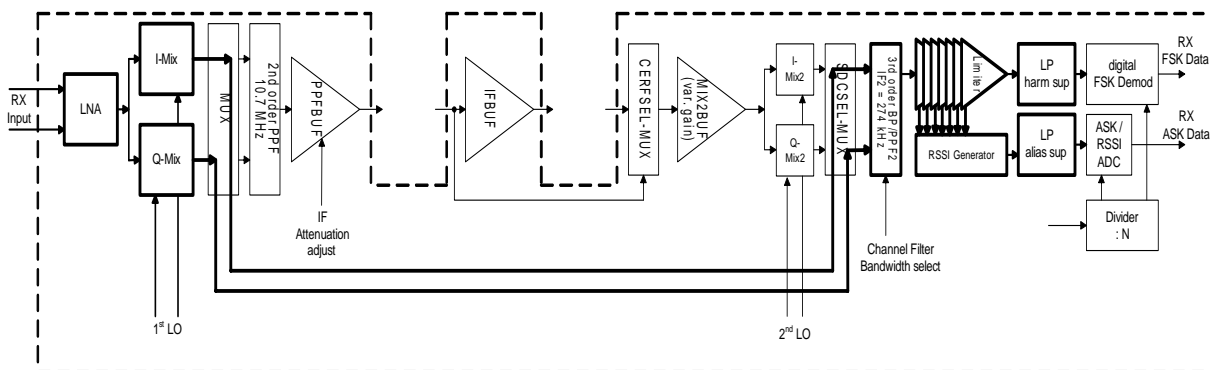 RX
Input
LNA
I-Mix
Q-Mix
MUX
2nd order PPF
10.7 MHz
PPFBUF
IF
Attenuation
adjust
1st LO
IFBUF
CERFSEL-MUX
MIX2BUF
(var. gain)
I-
Mix2
Q-
Mix2
2nd LO
SDCSEL-MUX
3rd order BP/PPF2
IF2 = 274 kHz
Channel Filter
Bandwidth select
Limiter
RSSI Generator
LP
harm sup
LP
alias sup
digital
FSK Demod
ASK /
RSSI
ADC
Divider
: N
RX
FSK Data
RX
ASK Data